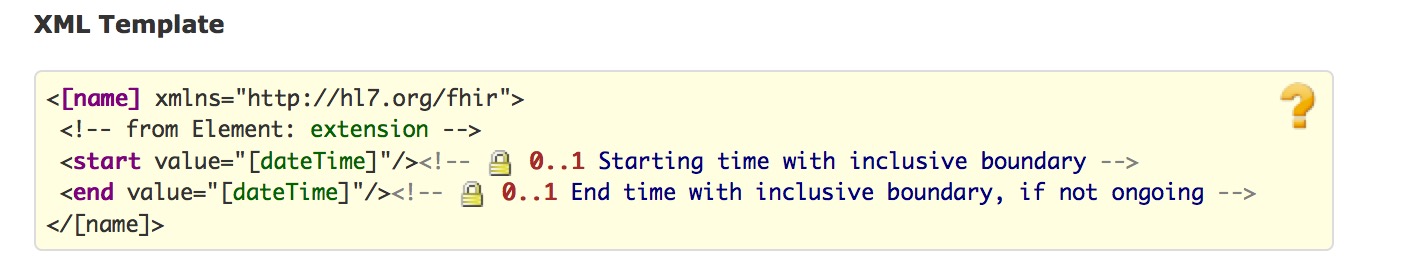 XML Template
<[name] xmlns="http://hl7.org/fhir">
<!-- from Element: extension -->
<start value="[dateTime]"/><!-- 0..1 Starting time with inclusive boundary -->
<end value="[dateTime]"/><!-- 0..1 End time with inclusive boundary, if not ongoing -->
</[name]>